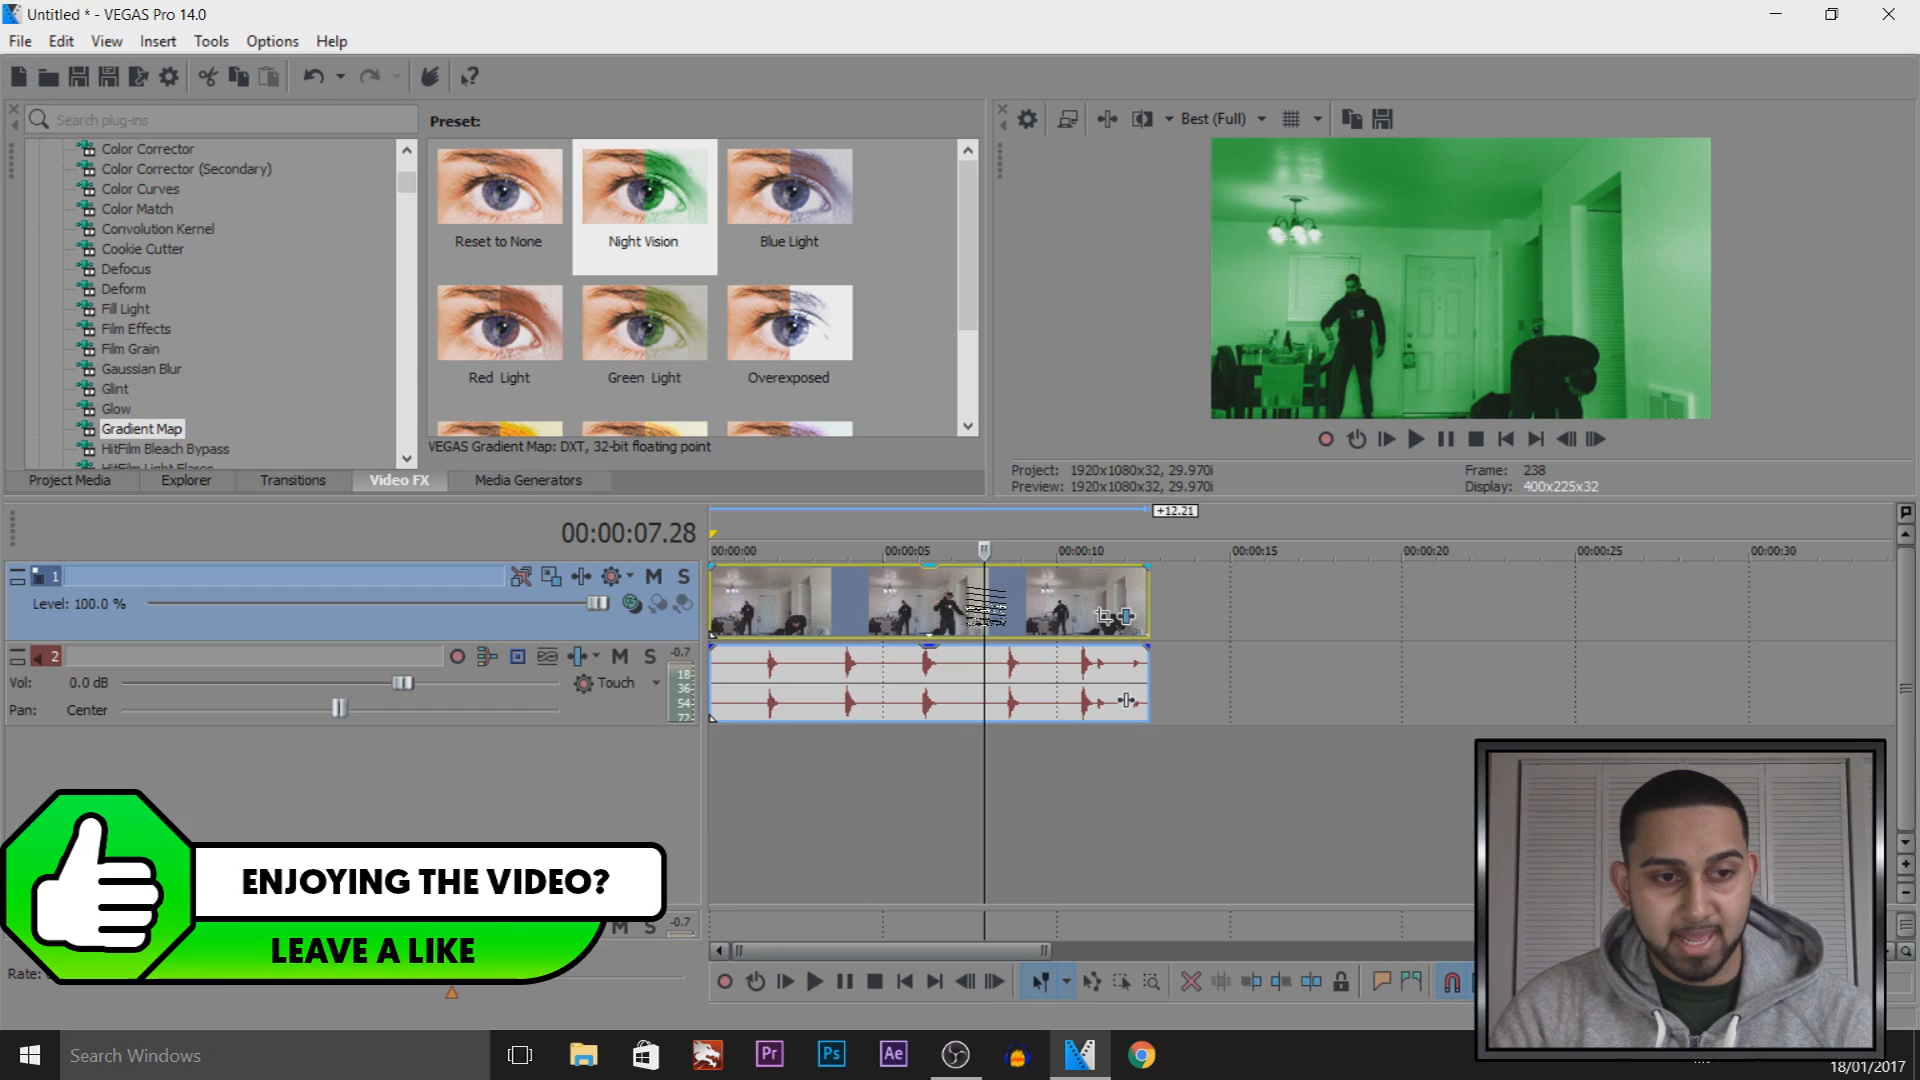 Untitled * - VEGAS Pro 14.0
File Edit View Insert Tools Options Help
Search plug-ins
Color Corrector
Color Corrector (Secondary)
Color Curves
Color Match
Convolution Kernel
Cookie Cutter
Defocus
Deform
Fill Light
Film Effects
Film Grain
Gaussian Blur
Glint
Glow
Gradient Map
HitFilm Bleach Bypass
HitFilm Light Flares
Preset:
Reset to None Night Vision Blue Light
Red Light Green Light Overexposed
VEGAS Gradient Map: DXT, 32-bit floating point
Project Media Explorer Transitions Video FX Media Generators
Best (Full)
Project: 1920x1080x32, 29.970i Frame: 238
Preview: 1920x1080x32, 29.970i Display: 400x225x32
00:00:07.28
+12.21
00:00:00 00:00:05 00:00:10 00:00:15 00:00:20 00:00:25 00:00:30
1 M S
Level: 100.0 %
2 M S -0.7
Vol: 0.0 dB Touch
Pan: Center
18
36
54
72
ENJOYING THE VIDEO?
LEAVE A LIKE
M S -0.7
Rate:
Search Windows
Pr Ps Ae
18/01/2017